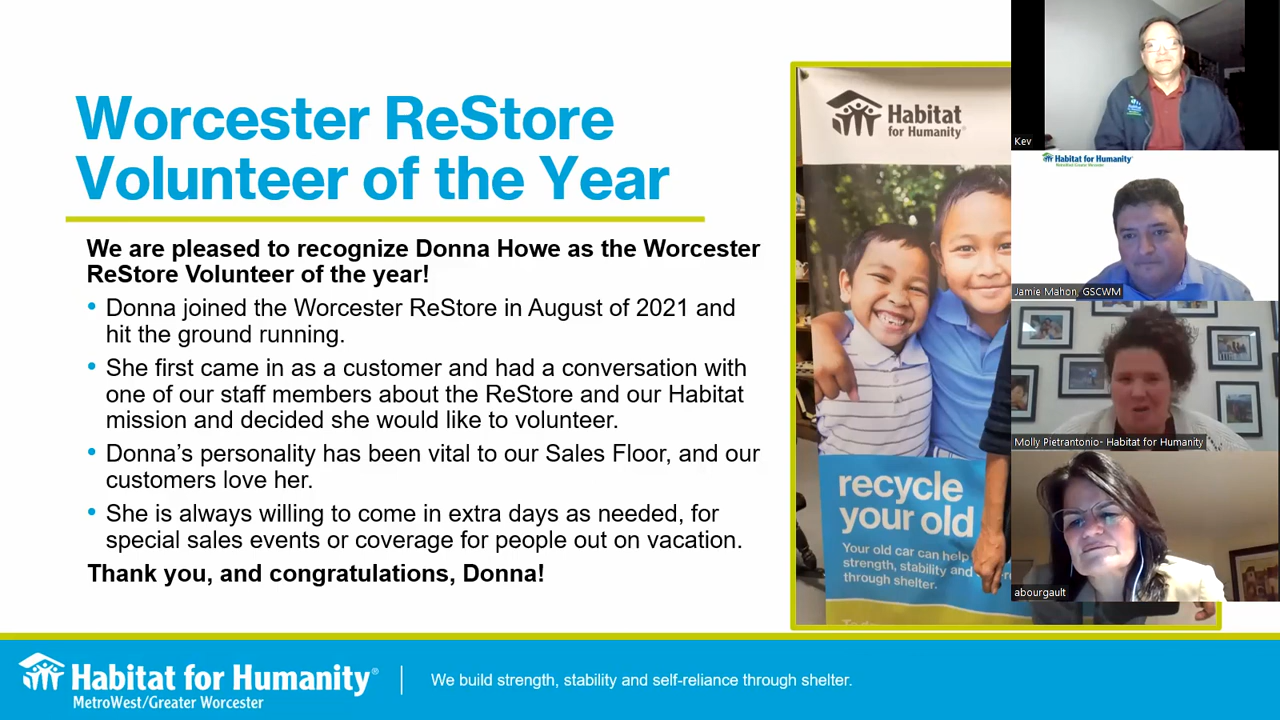 Worcester ReStore
Volunteer of the Year
We are pleased to recognize Donna Howe as the Worcester
ReStore Volunteer of the year!
• Donna joined the Worcester ReStore in August of 2021 and
hit the ground running.
• She first came in as a customer and had a conversation with
one of our staff members about the ReStore and our Habitat
mission and decided she would like to volunteer.
• Donna’s personality has been vital to our Sales Floor, and our
customers love her.
• She is always willing to come in extra days as needed, for
special sales events or coverage for people out on vacation.
Thank you, and congratulations, Donna!
Habitat
for Humanity®
recycle
your old
Your old car can help
strength, stability and
through shelter.
Kev
Habitat for Humanity®
MetroWest/Greater Worcester
Jamie Mahon, GSCWM
Molly Pietrantonio- Habitat for Humanity
abourgault
Habitat for Humanity®
MetroWest/Greater Worcester
We build strength, stability and self-reliance through shelter.